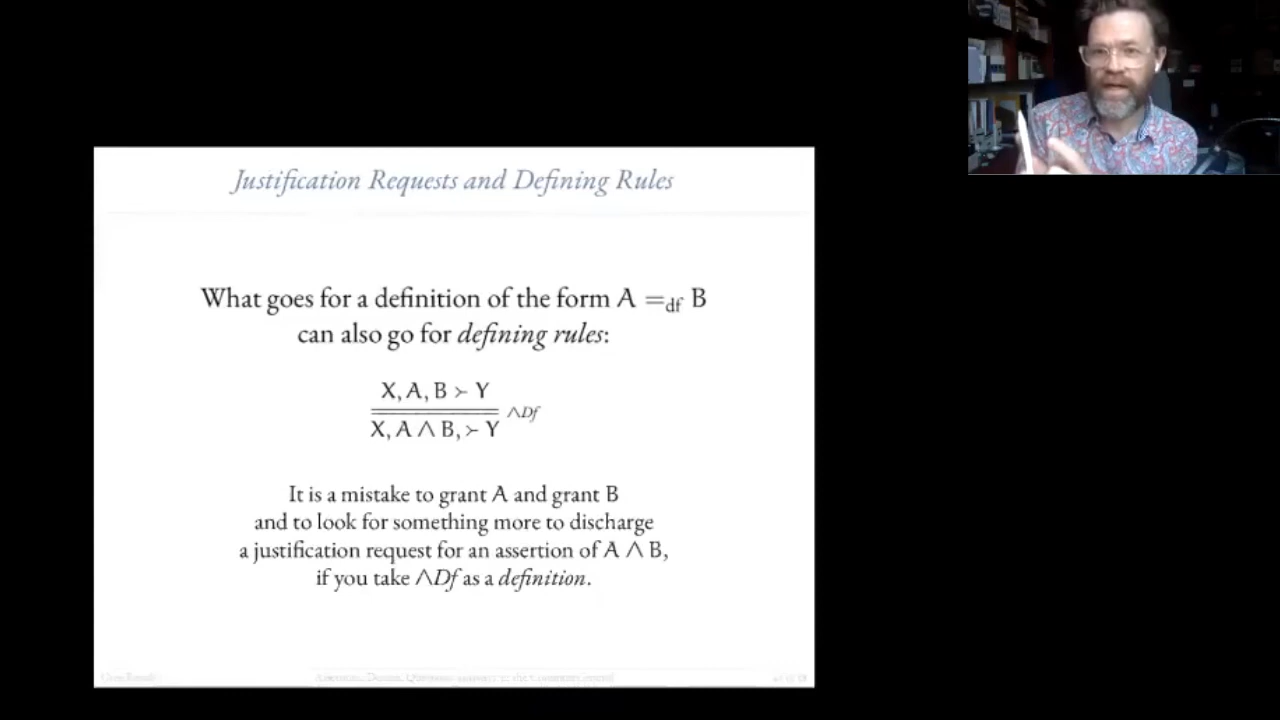 Justification Requests and Defining Rules
What goes for a definition of the form A =df B
can also go for defining rules:
X, A, B ≻ Y
∧Df
X, A ∧ B, ≻ Y
It is a mistake to grant A and grant B
and to look for something more to discharge
a justification request for an assertion of A ∧ B,
if you take ∧Df as a definition.